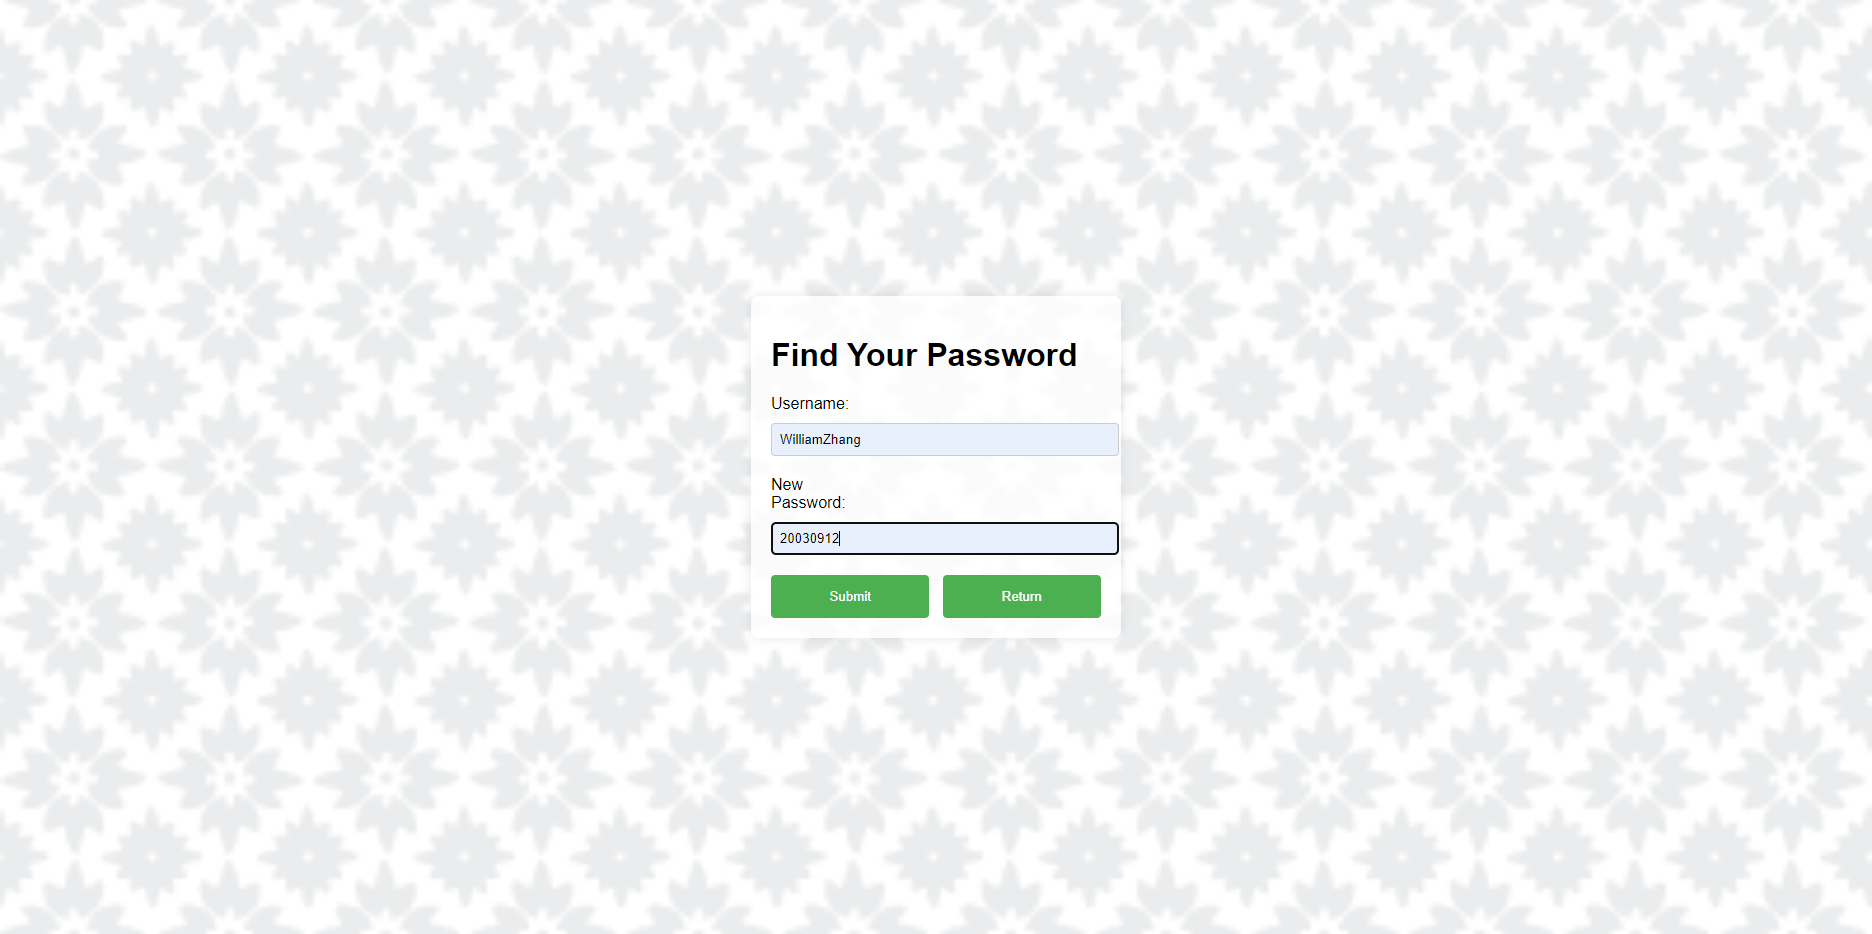 Find Your Password
Username:
WilliamZhang
New
Password:
20030912
Submit
Return